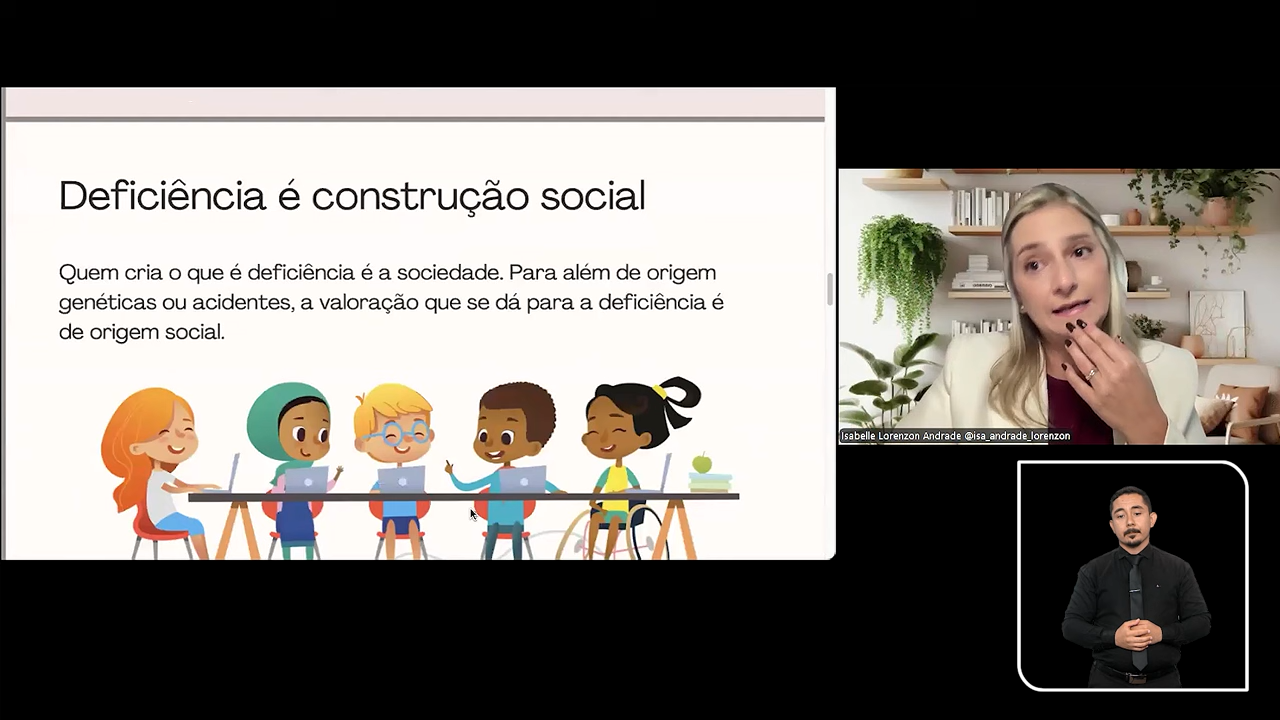 Deficiência é construção social
Quem cria o que é deficiência é a sociedade. Para além de origem
genéticas ou acidentes, a valoração que se dá para a deficiência é
de origem social.
Isabelle Lorenzon Andrade @isa_andrade_lorenzon